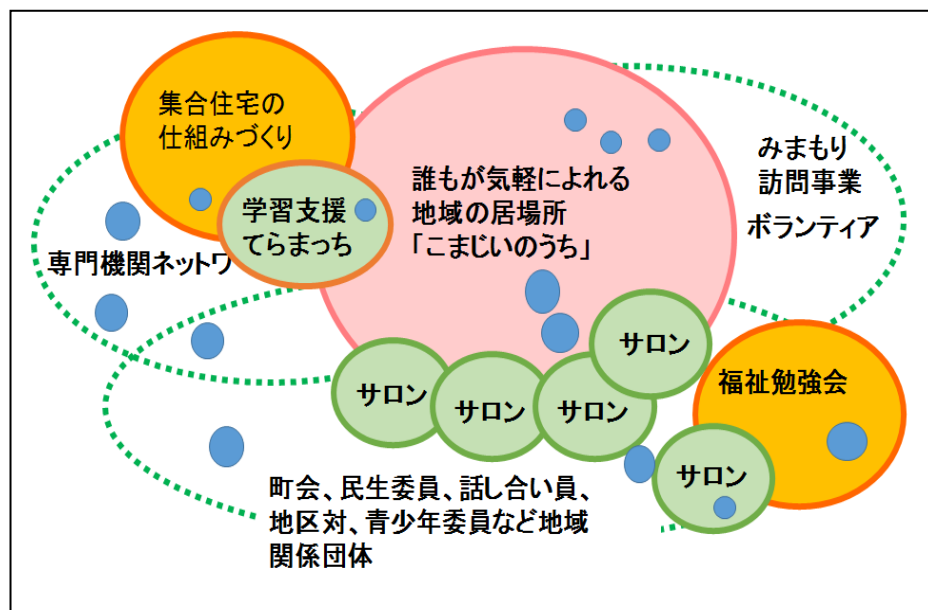 集合住宅の
仕組みづくり
学習支援
てらまっち
専門機関ネットワ
誰もが気軽によれる
地域の居場所
「こまじいのうち」
みまもり
訪問事業
ボランティア
サロン
サロン
サロン
サロン
福祉勉強会
サロン
町会、民生委員、話し合い員、
地区対、青少年委員など地域
関係団体